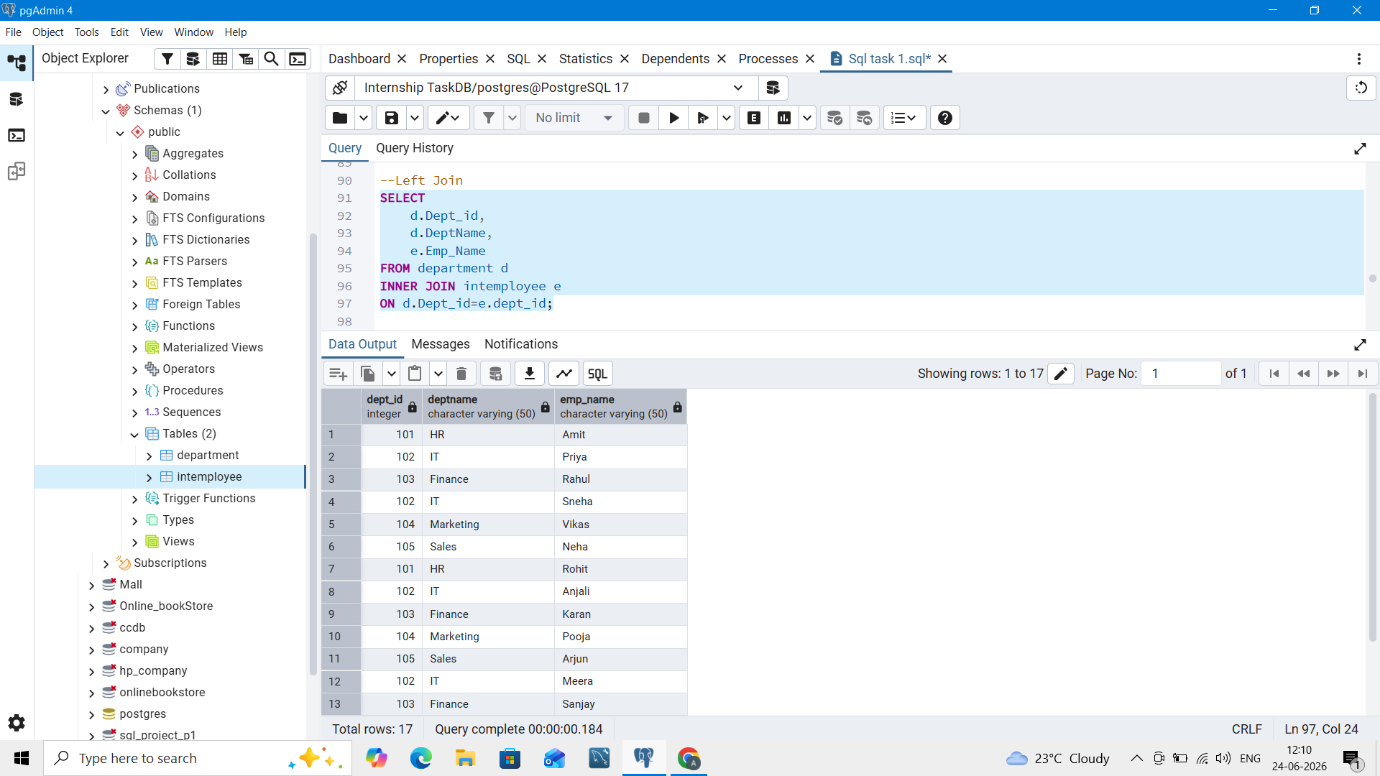 pgAdmin 4
File Object Tools Edit View Window Help
Object Explorer
Dashboard Properties SQL Statistics Dependents Processes Sql task 1.sql*
Internship TaskDB/postgres@PostgreSQL 17
No limit
Query Query History
89
90 --Left Join
91 SELECT
92 d.Dept_id,
93 d.DeptName,
94 e.Emp_Name
95 FROM department d
96 INNER JOIN intemployee e
97 ON d.Dept_id=e.dept_id;
98
Publications
Schemas (1)
public
Aggregates
Collations
Domains
FTS Configurations
FTS Dictionaries
FTS Parsers
FTS Templates
Foreign Tables
Functions
Materialized Views
Operators
Procedures
1..3 Sequences
Tables (2)
department
intemployee
Trigger Functions
Types
Views
Subscriptions
Mall
Online_bookStore
ccdb
company
hp_company
onlinebookstore
postgres
sql_project_p1
Data Output Messages Notifications
SQL Showing rows: 1 to 17 Page No: 1 of 1
dept_id deptname emp_name
integer character varying (50) character varying (50)
1 101 HR Amit
2 102 IT Priya
3 103 Finance Rahul
4 102 IT Sneha
5 104 Marketing Vikas
6 105 Sales Neha
7 101 HR Rohit
8 102 IT Anjali
9 103 Finance Karan
10 104 Marketing Pooja
11 105 Sales Arjun
12 102 IT Meera
13 103 Finance Sanjay
Total rows: 17 Query complete 00:00:00.184 CRLF Ln 97, Col 24
Type here to search
23°C Cloudy ENG 12:10
24-06-2026 1